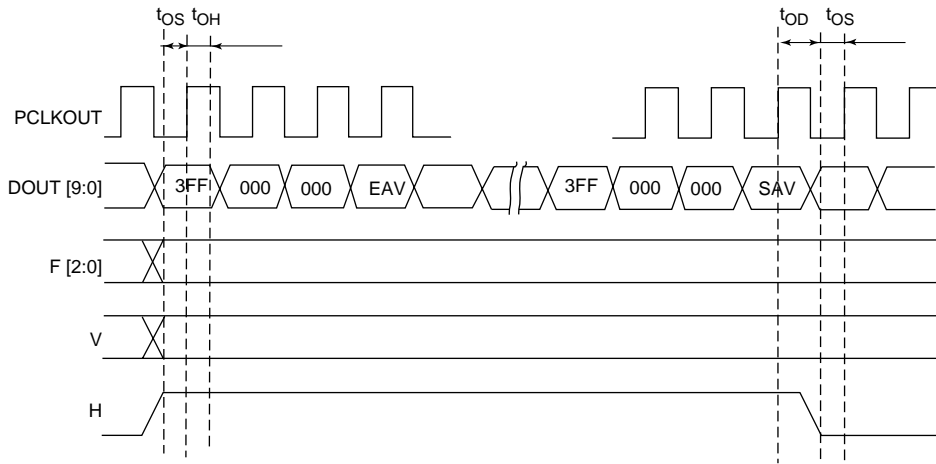 tOS tOH tOD tOS
PCLKOUT
DOUT [9:0] 3FF 000 000 EAV 3FF 000 000 SAV
F [2:0]
V
H